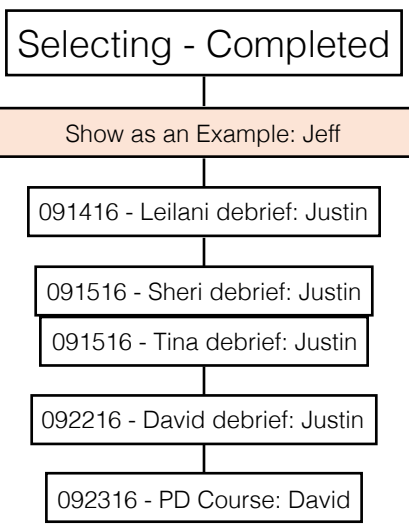 Selecting - Completed
Show as an Example: Jeff
091416 - Leilani debrief: Justin
091516 - Sheri debrief: Justin
091516 - Tina debrief: Justin
092216 - David debrief: Justin
092316 - PD Course: David